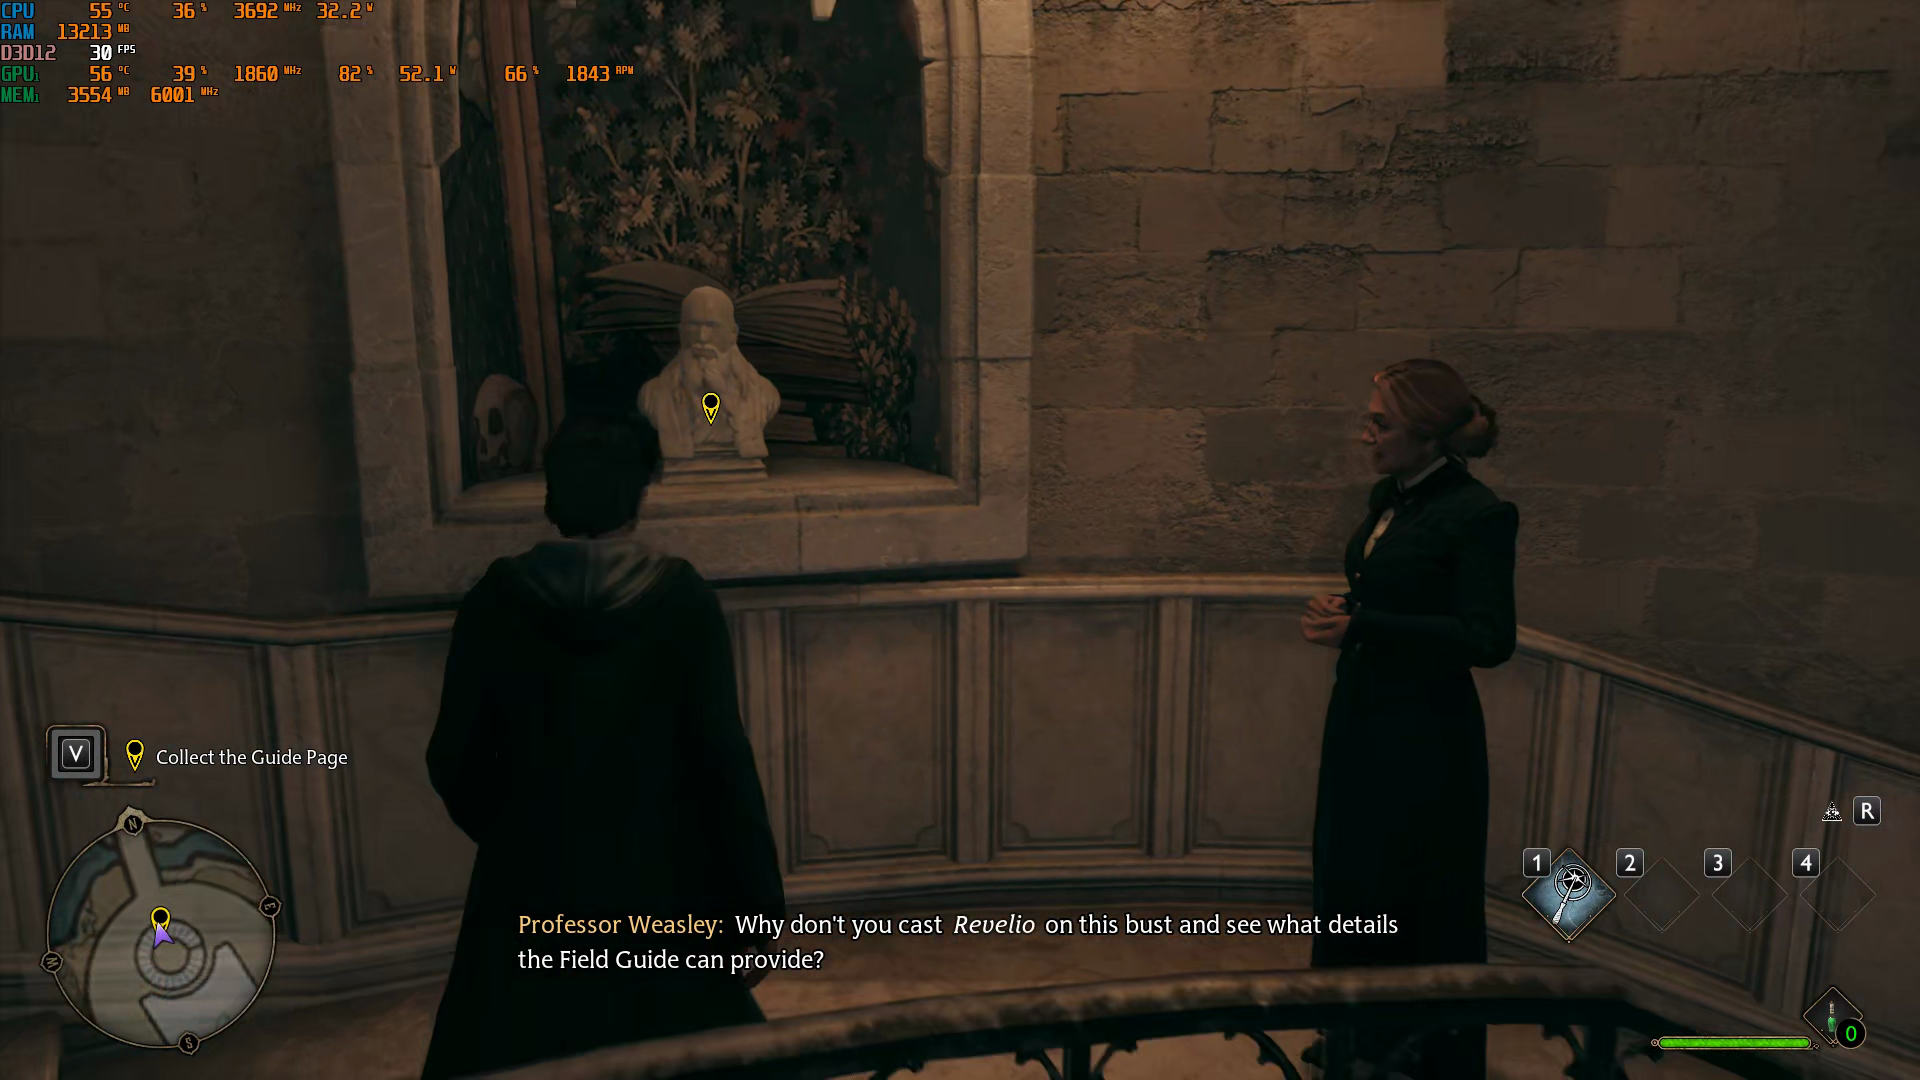 CPU 55 °C 36 % 3692 MHz 32.2 W
RAM 13213 MB
D3D12 30 FPS
GPU1 56 °C 39 % 1860 MHz 82 % 52.1 W 66 % 1843 RPM
MEM1 3554 MB 6001 MHz
V Collect the Guide Page
N
E
W
S
R
1 2 3 4
Professor Weasley: Why don't you cast Revelio on this bust and see what details
the Field Guide can provide?
0